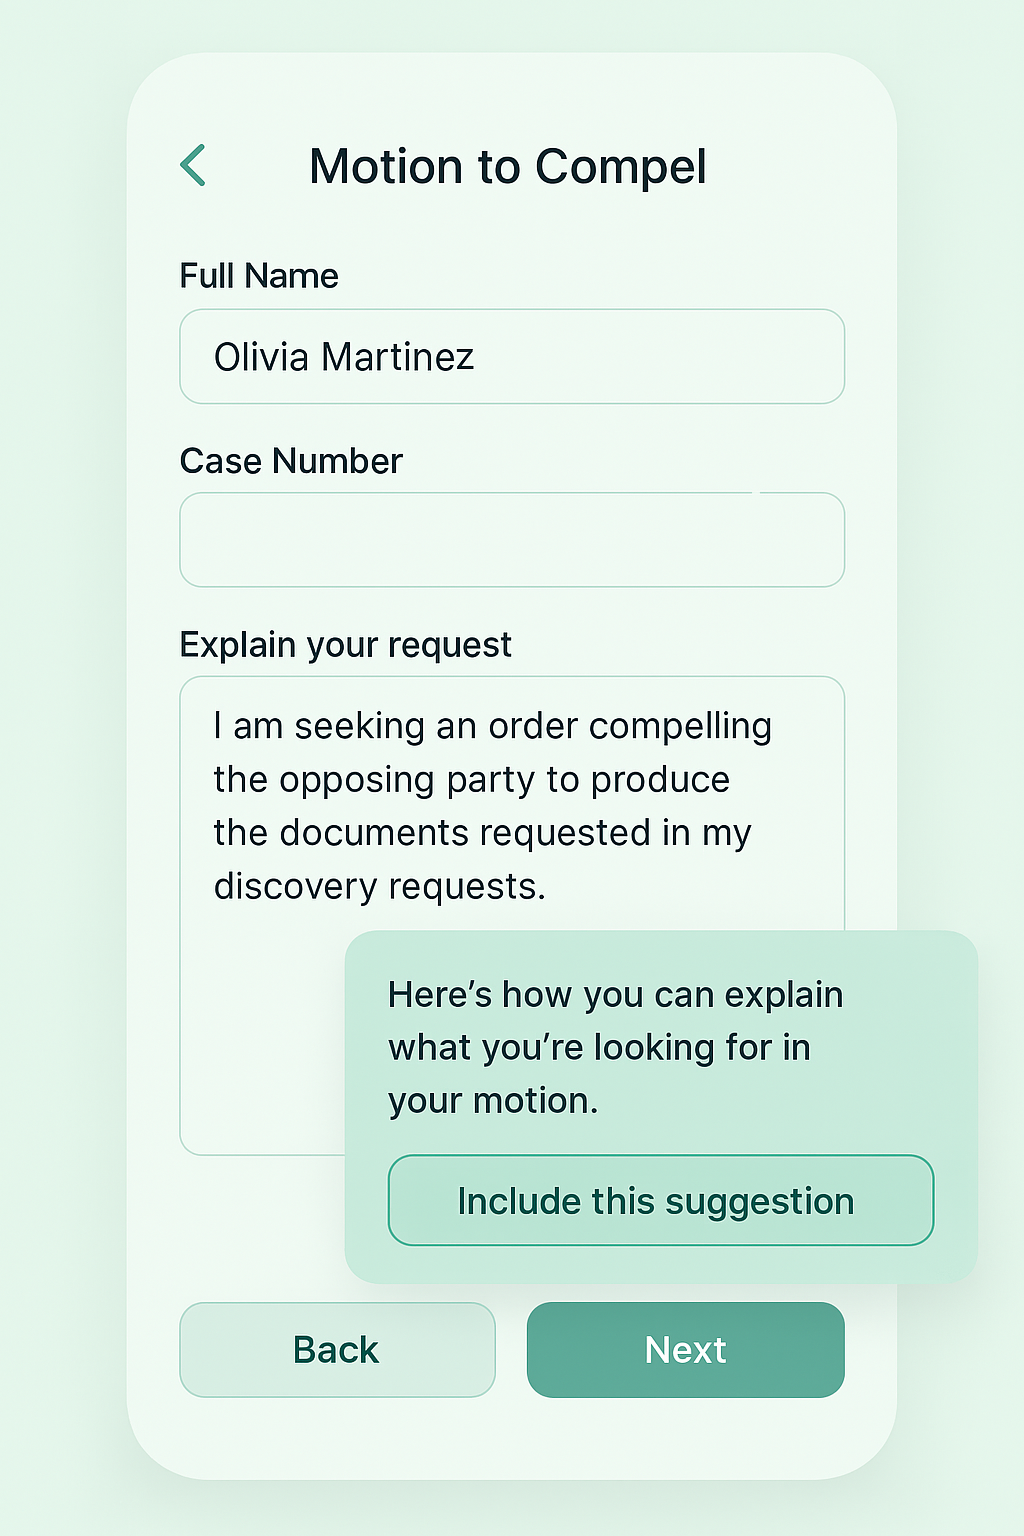 Motion to Compel
Full Name
Olivia Martinez
Case Number
Explain your request
I am seeking an order compelling
the opposing party to produce
the documents requested in my
discovery requests.
Here’s how you can explain
what you’re looking for in
your motion.
Include this suggestion
Back
Next